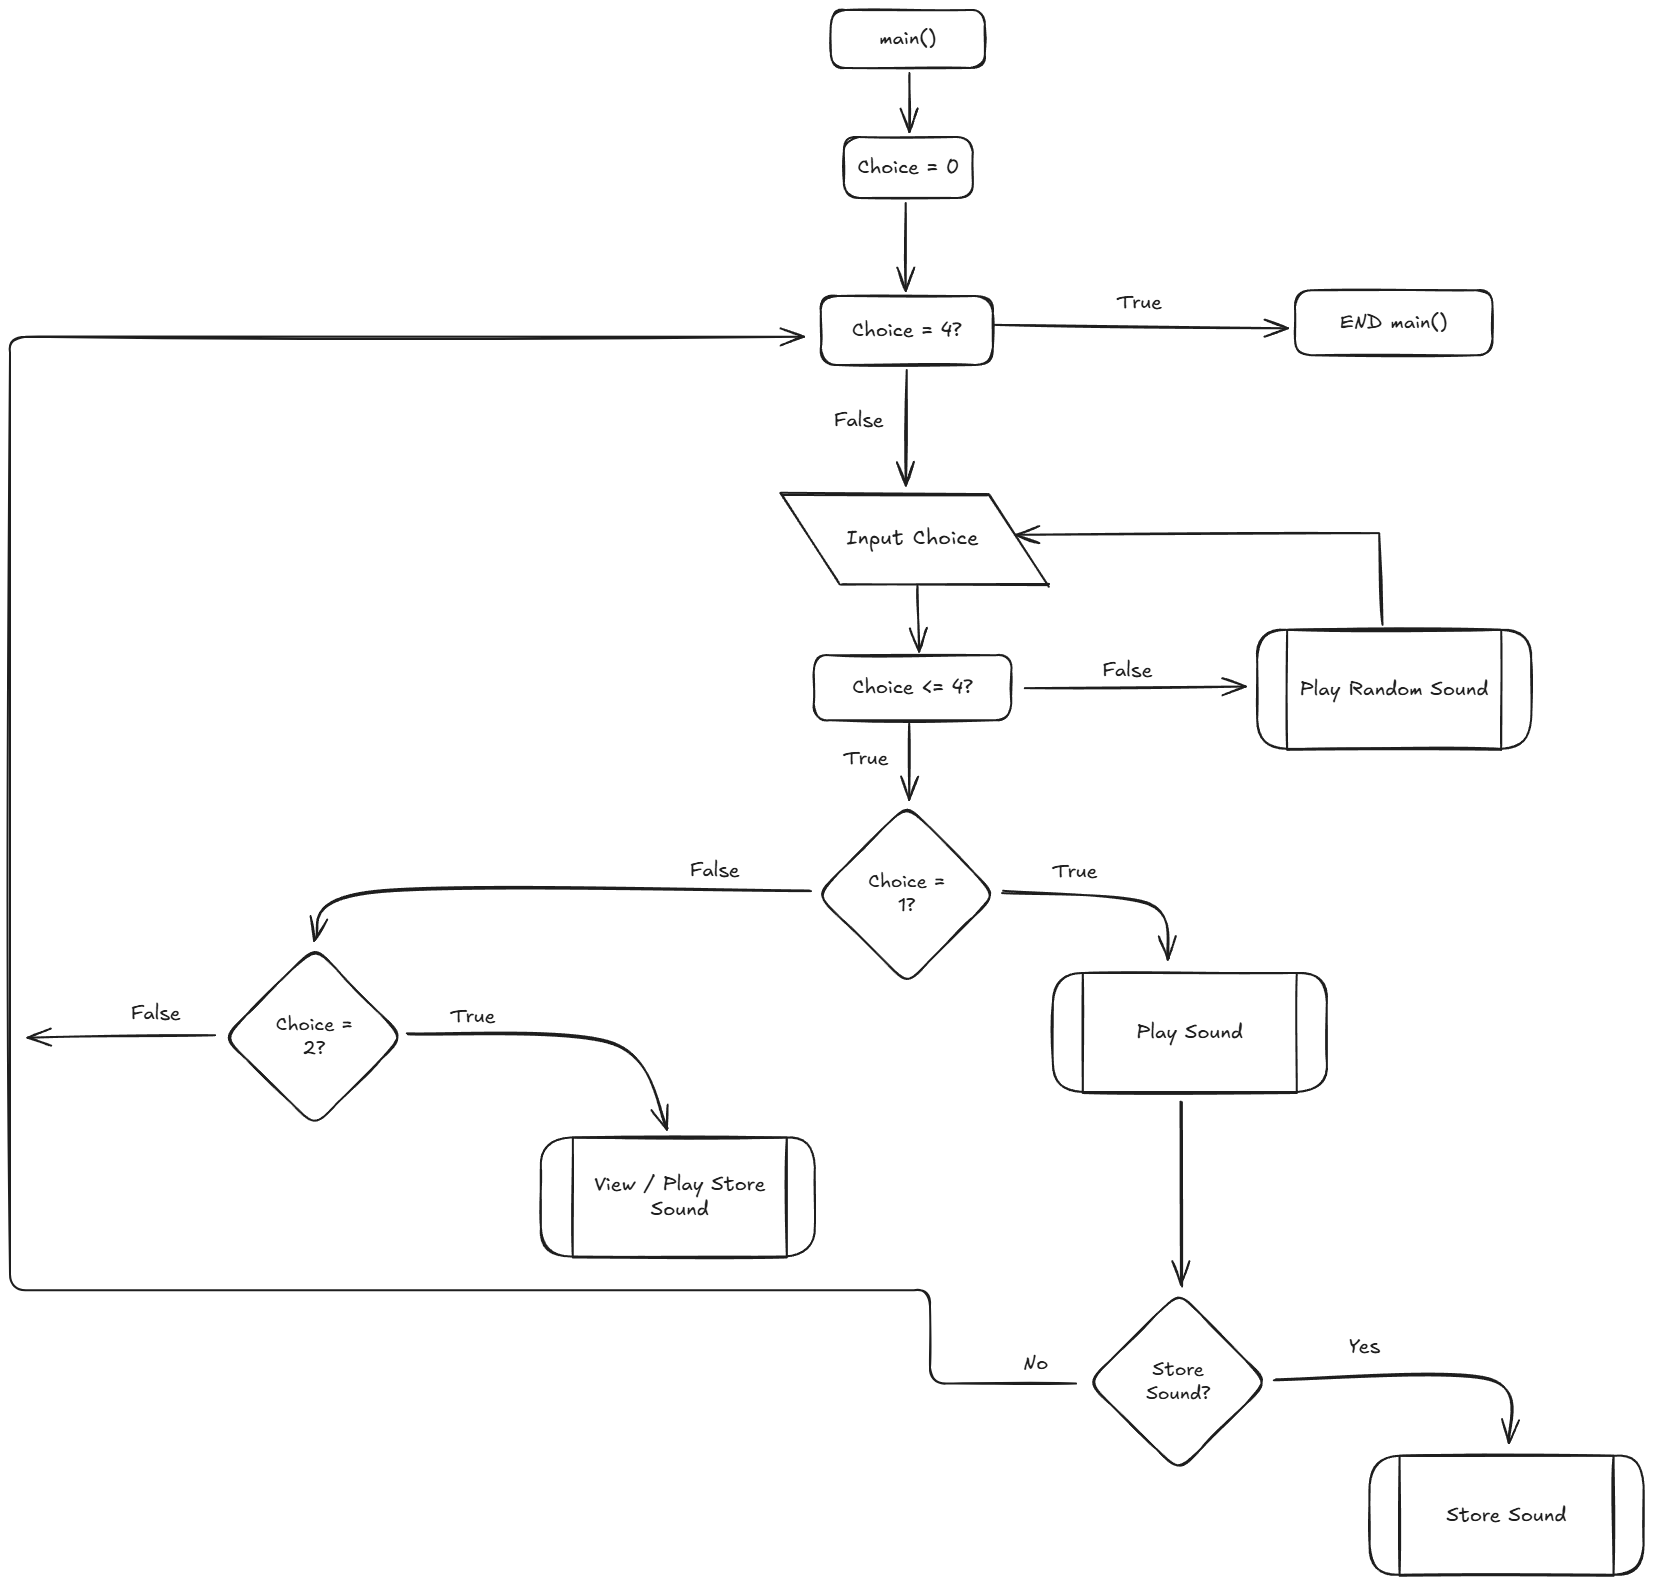 main()
Choice = 0
Choice = 4?
True
END main()
False
Input Choice
Choice <= 4?
False
Play Random Sound
True
Choice =
1?
False
True
Choice =
2?
False
True
Play Sound
View / Play Store
Sound
Store
Sound?
No
Yes
Store Sound